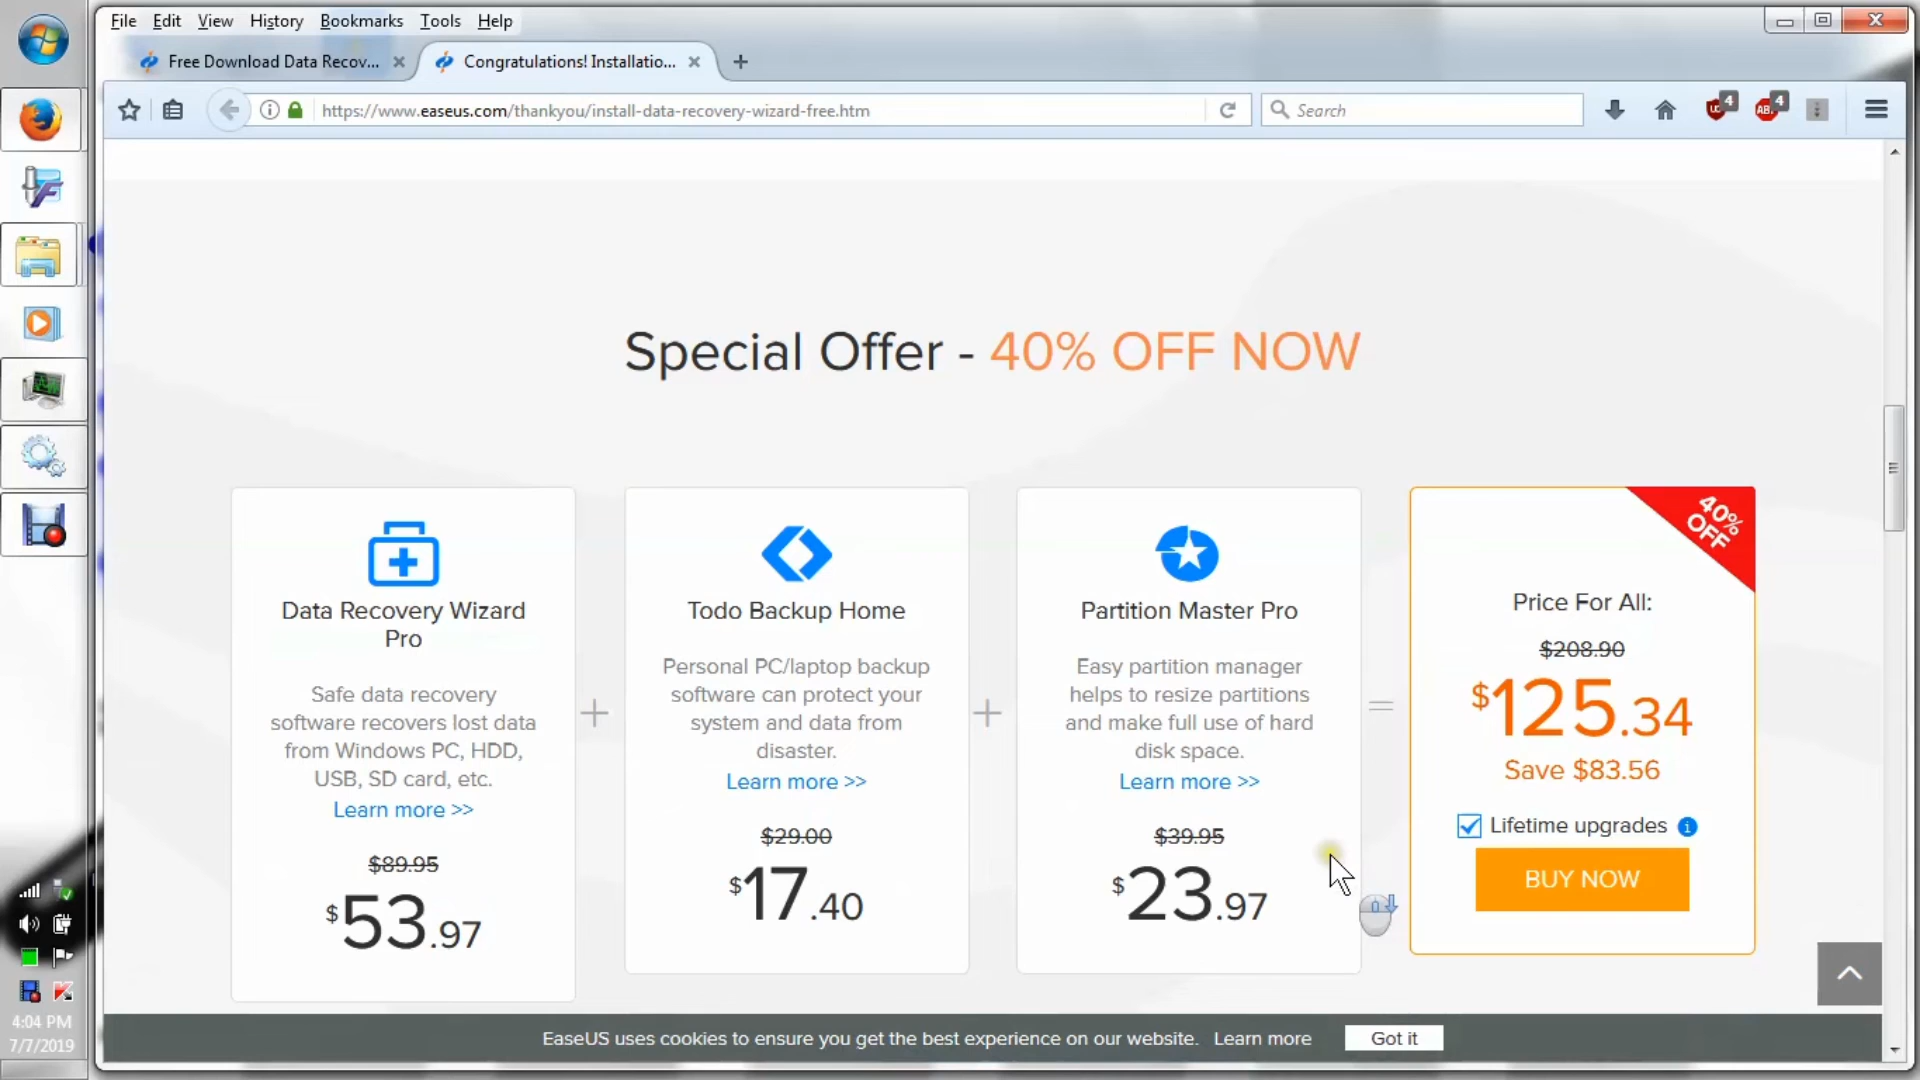 File Edit View History Bookmarks Tools Help
Free Download Data Recov...
Congratulations! Installatio...
https://www.easeus.com/thankyou/install-data-recovery-wizard-free.htm
Search
4
4
Special Offer - 40% OFF NOW
Data Recovery Wizard
Pro
Safe data recovery
software recovers lost data
from Windows PC, HDD,
USB, SD card, etc.
Learn more >>
$89.95
$53.97
+
Todo Backup Home
Personal PC/laptop backup
software can protect your
system and data from
disaster.
Learn more >>
$29.00
$17.40
+
Partition Master Pro
Easy partition manager
helps to resize partitions
and make full use of hard
disk space.
Learn more >>
$39.95
$23.97
=
40%
OFF
Price For All:
$208.90
$125.34
Save $83.56
Lifetime upgrades
BUY NOW
EaseUS uses cookies to ensure you get the best experience on our website. Learn more
Got it
4:04 PM
7/7/2019